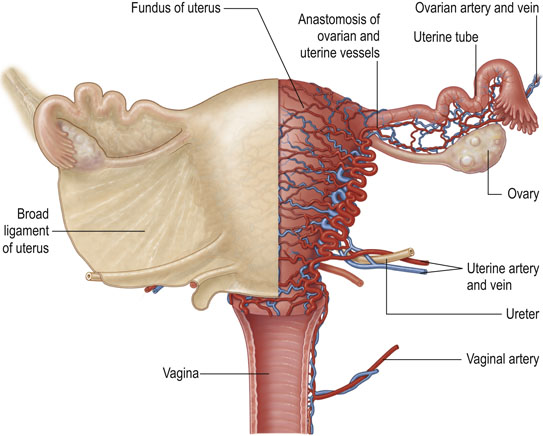 Fundus of uterus
Anastomosis of
ovarian and
uterine vessels
Ovarian artery and vein
Uterine tube
Ovary
Broad
ligament
of uterus
Uterine artery
and vein
Ureter
Vaginal artery
Vagina